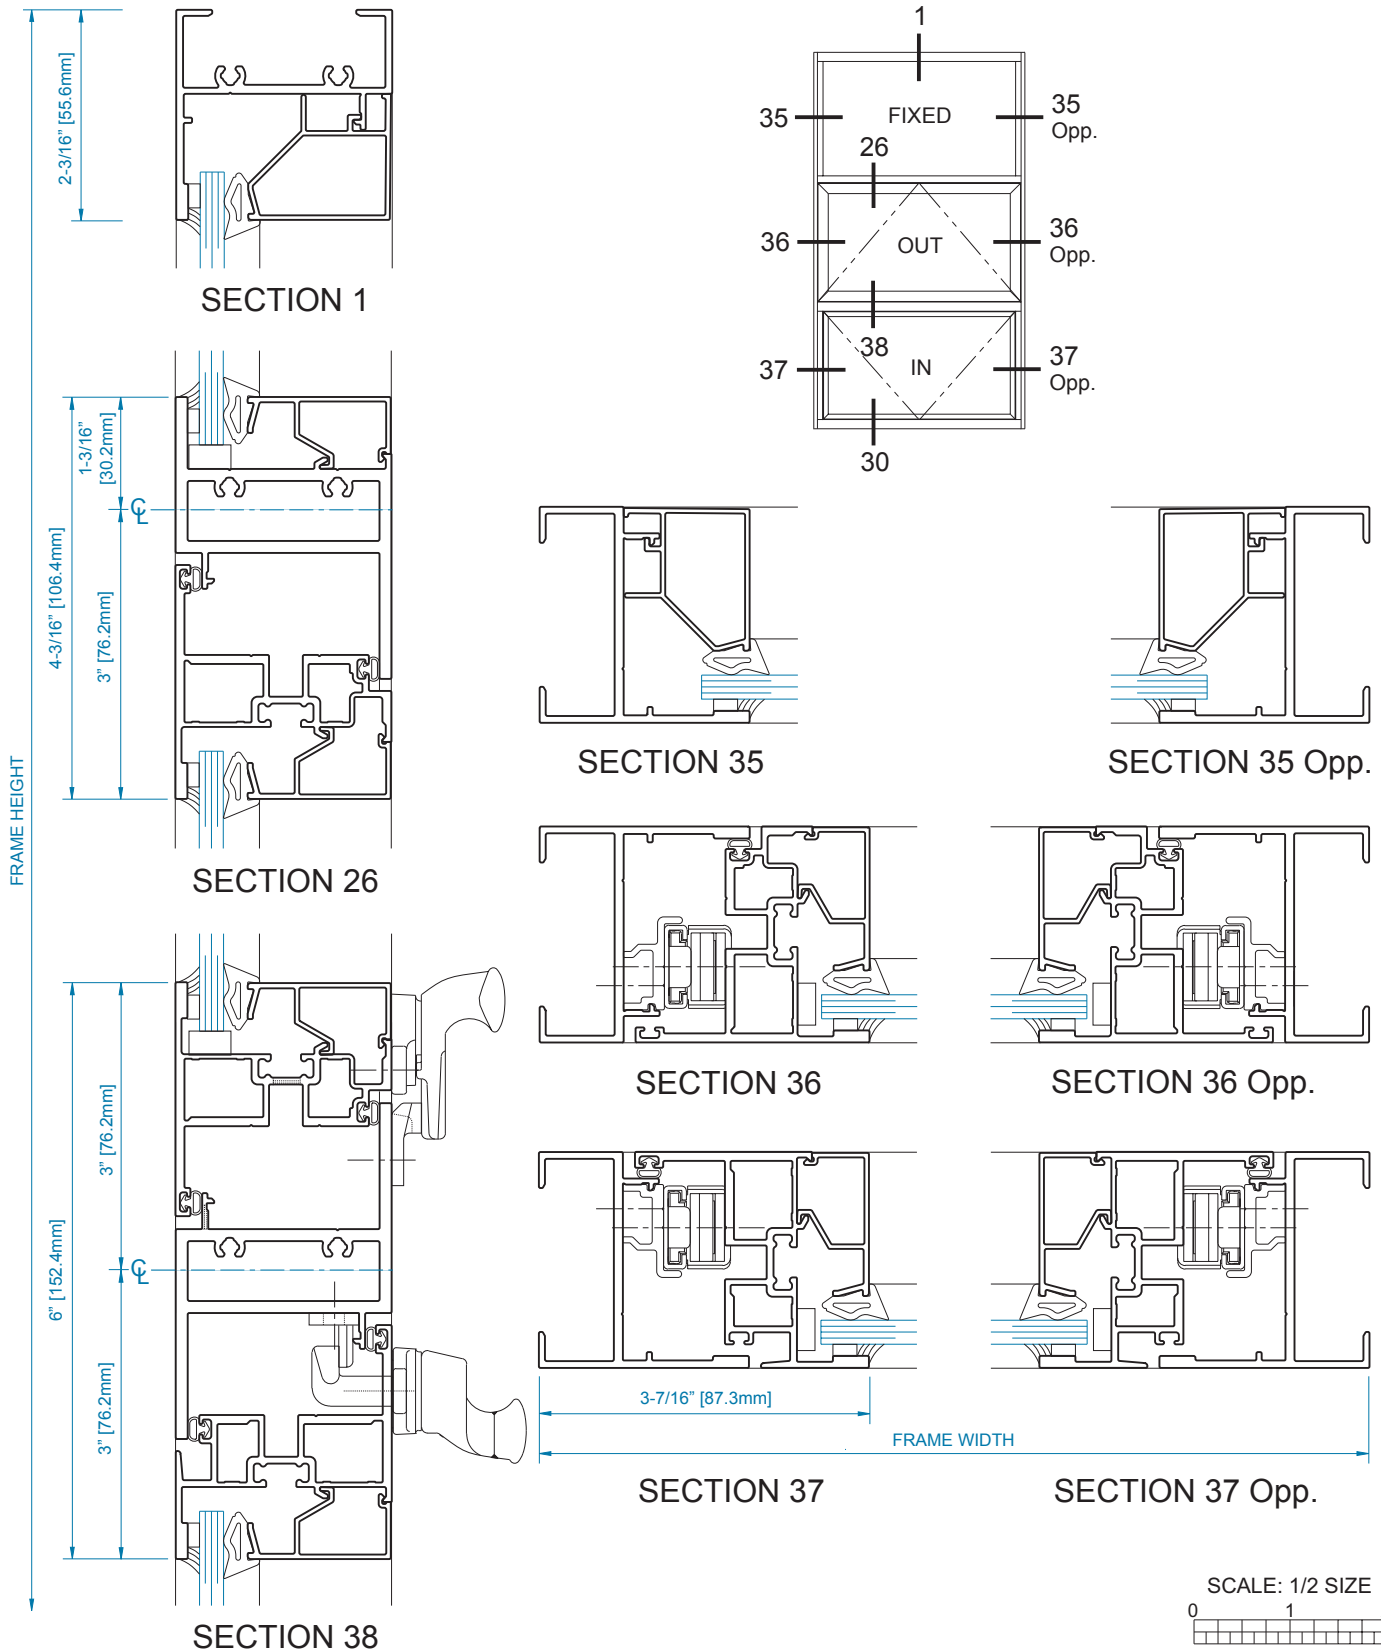 2-3/16” [55.6mm]
SECTION 1
1
35
FIXED
35
Opp.
26
36
OUT
36
Opp.
38
37
IN
37
Opp.
30
1-3/16”
[30.2mm]
C
L
4-3/16” [106.4mm]
3” [76.2mm]
SECTION 26
FRAME HEIGHT
SECTION 35
SECTION 35 Opp.
SECTION 36
SECTION 36 Opp.
3” [76.2mm]
C
L
6” [152.4mm]
3” [76.2mm]
SECTION 38
3-7/16” [87.3mm]
FRAME WIDTH
SECTION 37
SECTION 37 Opp.
SCALE: 1/2 SIZE
0 1